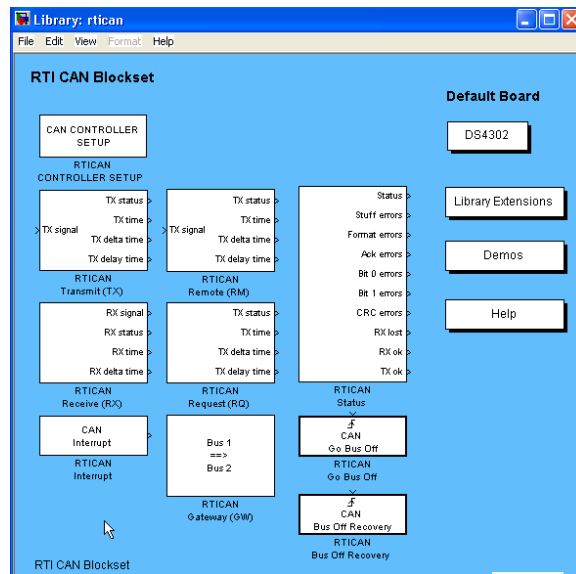 Library: rtican
File Edit View Format Help
RTI CAN Blockset
Default Board
CAN CONTROLLER
SETUP
RTICAN
CONTROLLER SETUP
DS4302
Library Extensions
Demos
Help
TX signal
TX status
TX time
TX delta time
TX delay time
RTICAN
Transmit (TX)
TX signal
TX status
TX time
TX delta time
TX delay time
RTICAN
Remote (RM)
Status
Stuff errors
Format errors
Ack errors
Bit 0 errors
Bit 1 errors
CRC errors
RX lost
RX ok
TX ok
RTICAN
Status
RX signal
RX status
RX time
RX delta time
RTICAN
Receive (RX)
TX status
TX time
TX delta time
TX delay time
RTICAN
Request (RQ)
CAN
Interrupt
RTICAN
Interrupt
Bus 1
==>
Bus 2
RTICAN
Gateway (GW)
CAN
Go Bus Off
RTICAN
Go Bus Off
CAN
Bus Off Recovery
RTICAN
Bus Off Recovery
RTI CAN Blockset